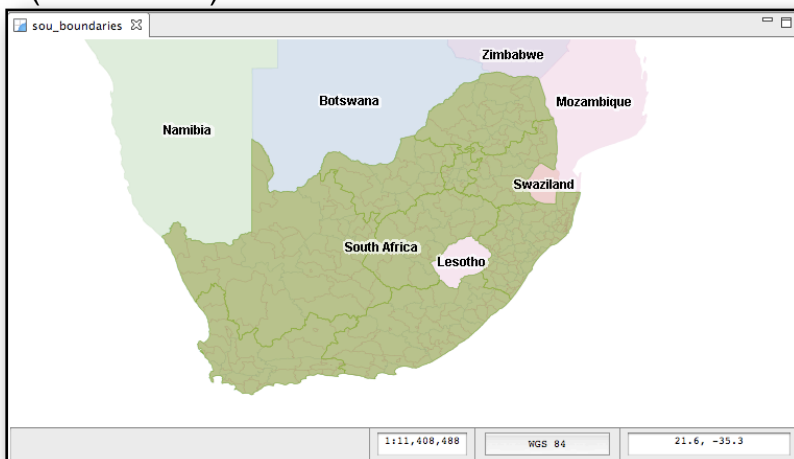 sou_boundaries
Zimbabwe
Botswana
Mozambique
Namibia
Swaziland
South Africa
Lesotho
1:11,408,488
WGS 84
21.6, -35.3